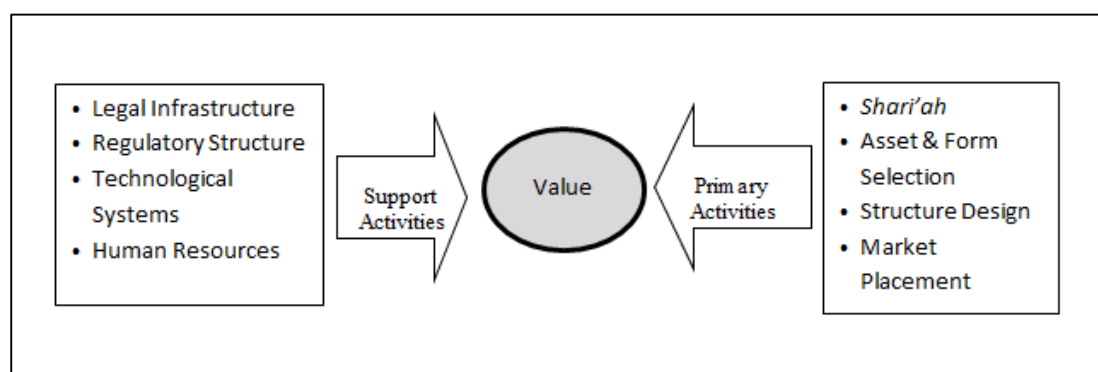 • Legal Infrastructure
• Regulatory Structure
• Technological
Systems
• Human Resources
Support
Activities
Value
Primary
Activities
• Shari’ah
• Asset & Form
Selection
• Structure Design
• Market
Placement